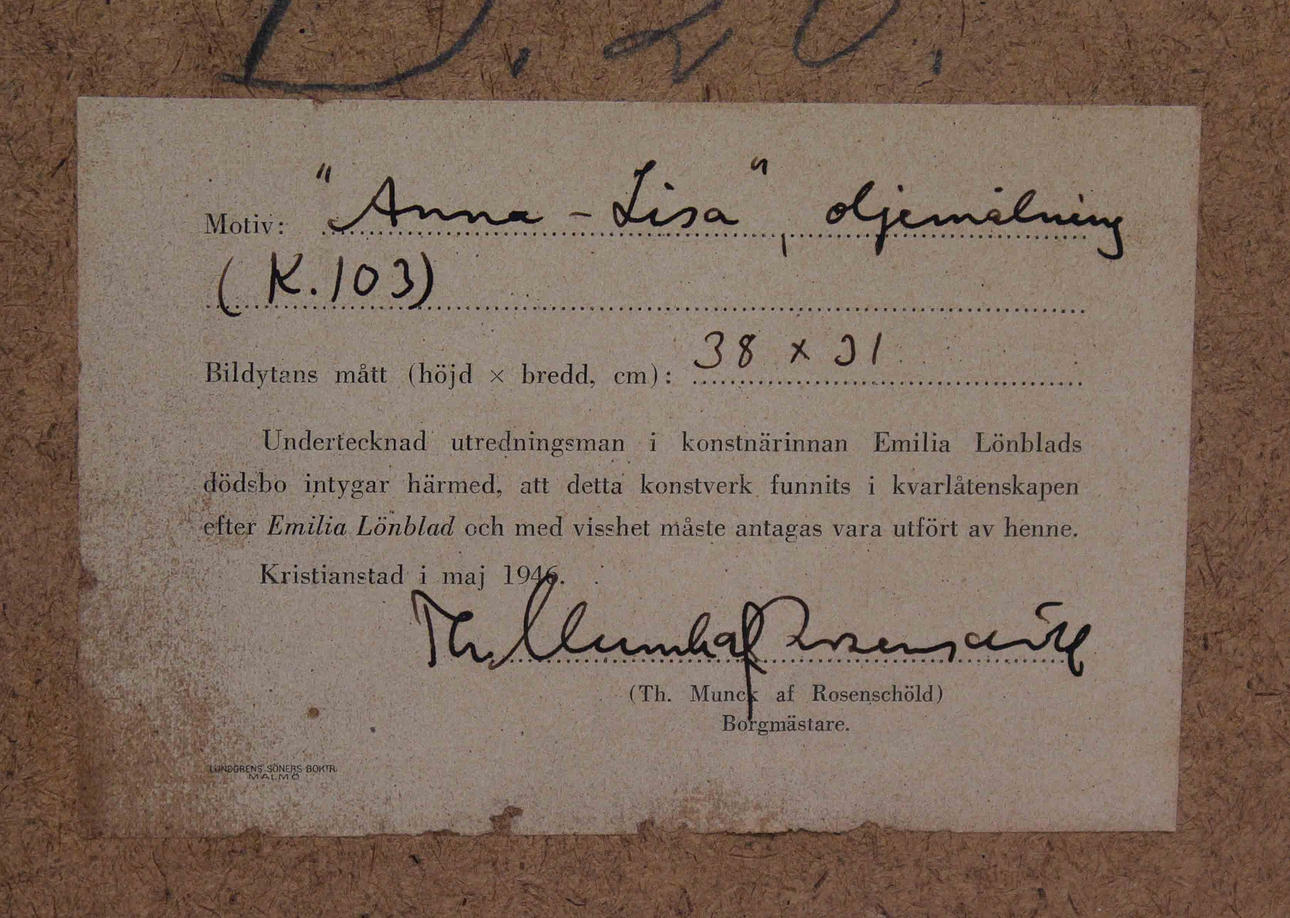 D. 20.
Motiv: "Anna-Lisa", oljemålning
(K.103)
Bildytans mått (höjd × bredd, cm): 38 x 31
Undertecknad utredningsman i konstnärinnan Emilia Lönblads
dödsbo intygar härmed, att detta konstverk funnits i kvarlåtenskapen
efter Emilia Lönblad och med visshet måste antagas vara utfört av henne.
Kristianstad i maj 1946.
Th. Munck af Rosenschöld
(Th. Munck af Rosenschöld)
Borgmästare.
LUNDGRENS SÖNERS BOKTR.
MALMÖ